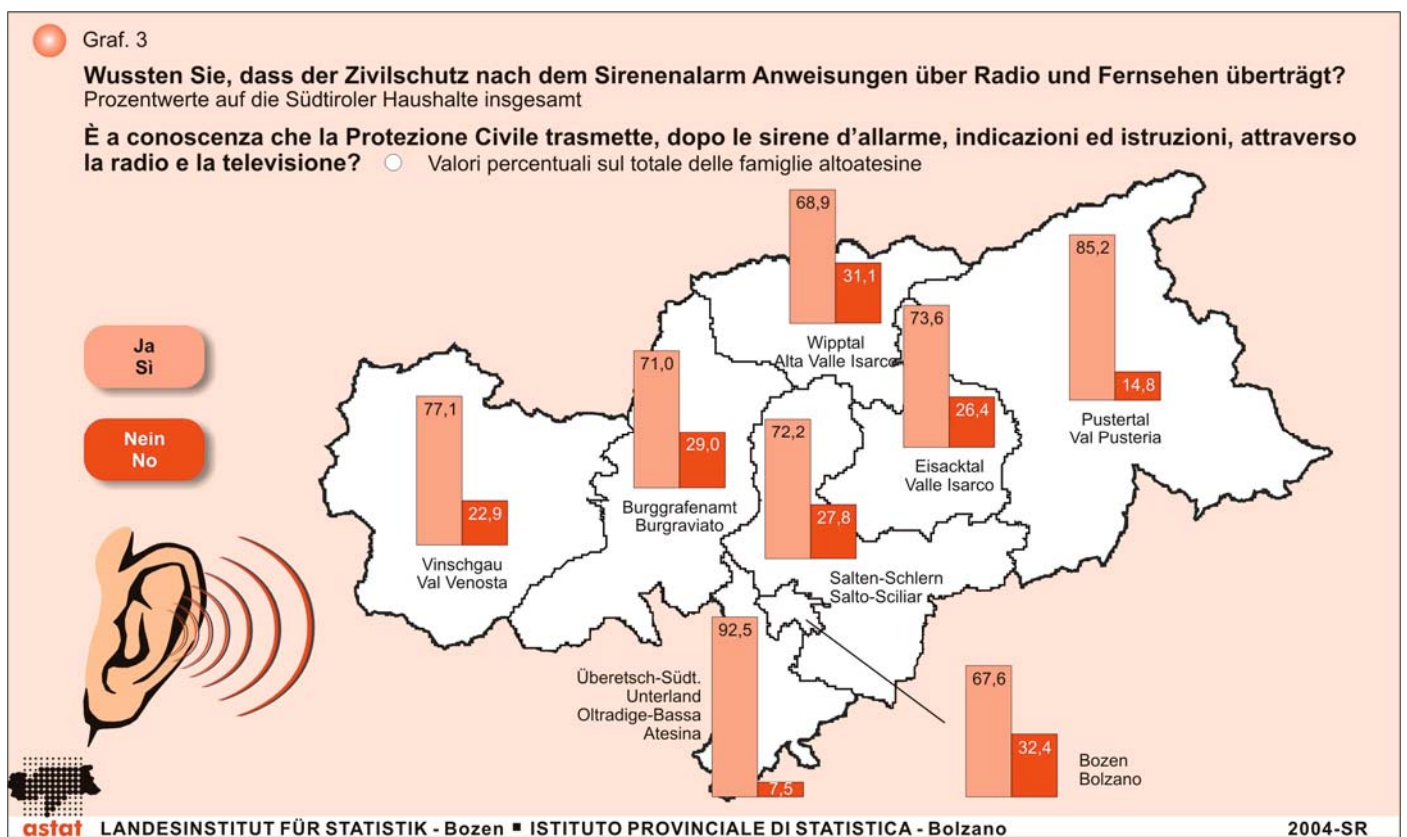 Graf. 3
Wussten Sie, dass der Zivilschutz nach dem Sirenenalarm Anweisungen über Radio und Fernsehen überträgt?
Prozentwerte auf die Südtiroler Haushalte insgesamt
È a conoscenza che la Protezione Civile trasmette, dopo le sirene d'allarme, indicazioni ed istruzioni, attraverso
la radio e la televisione? Valori percentuali sul totale delle famiglie altoatesine
Ja
Sì
Nein
No
68,9
31,1
Wipptal
Alta Valle Isarco
85,2
14,8
Pustertal
Val Pusteria
73,6
26,4
Eisacktal
Valle Isarco
71,0
29,0
Burggrafenamt
Burgraviato
77,1
22,9
Vinschgau
Val Venosta
72,2
27,8
Salten-Schlern
Salto-Sciliar
92,5
7,5
Überetsch-Südt.
Unterland
Oltradige-Bassa
Atesina
67,6
32,4
Bozen
Bolzano
astat LANDESINSTITUT FÜR STATISTIK - Bozen ■ ISTITUTO PROVINCIALE DI STATISTICA - Bolzano 2004-SR